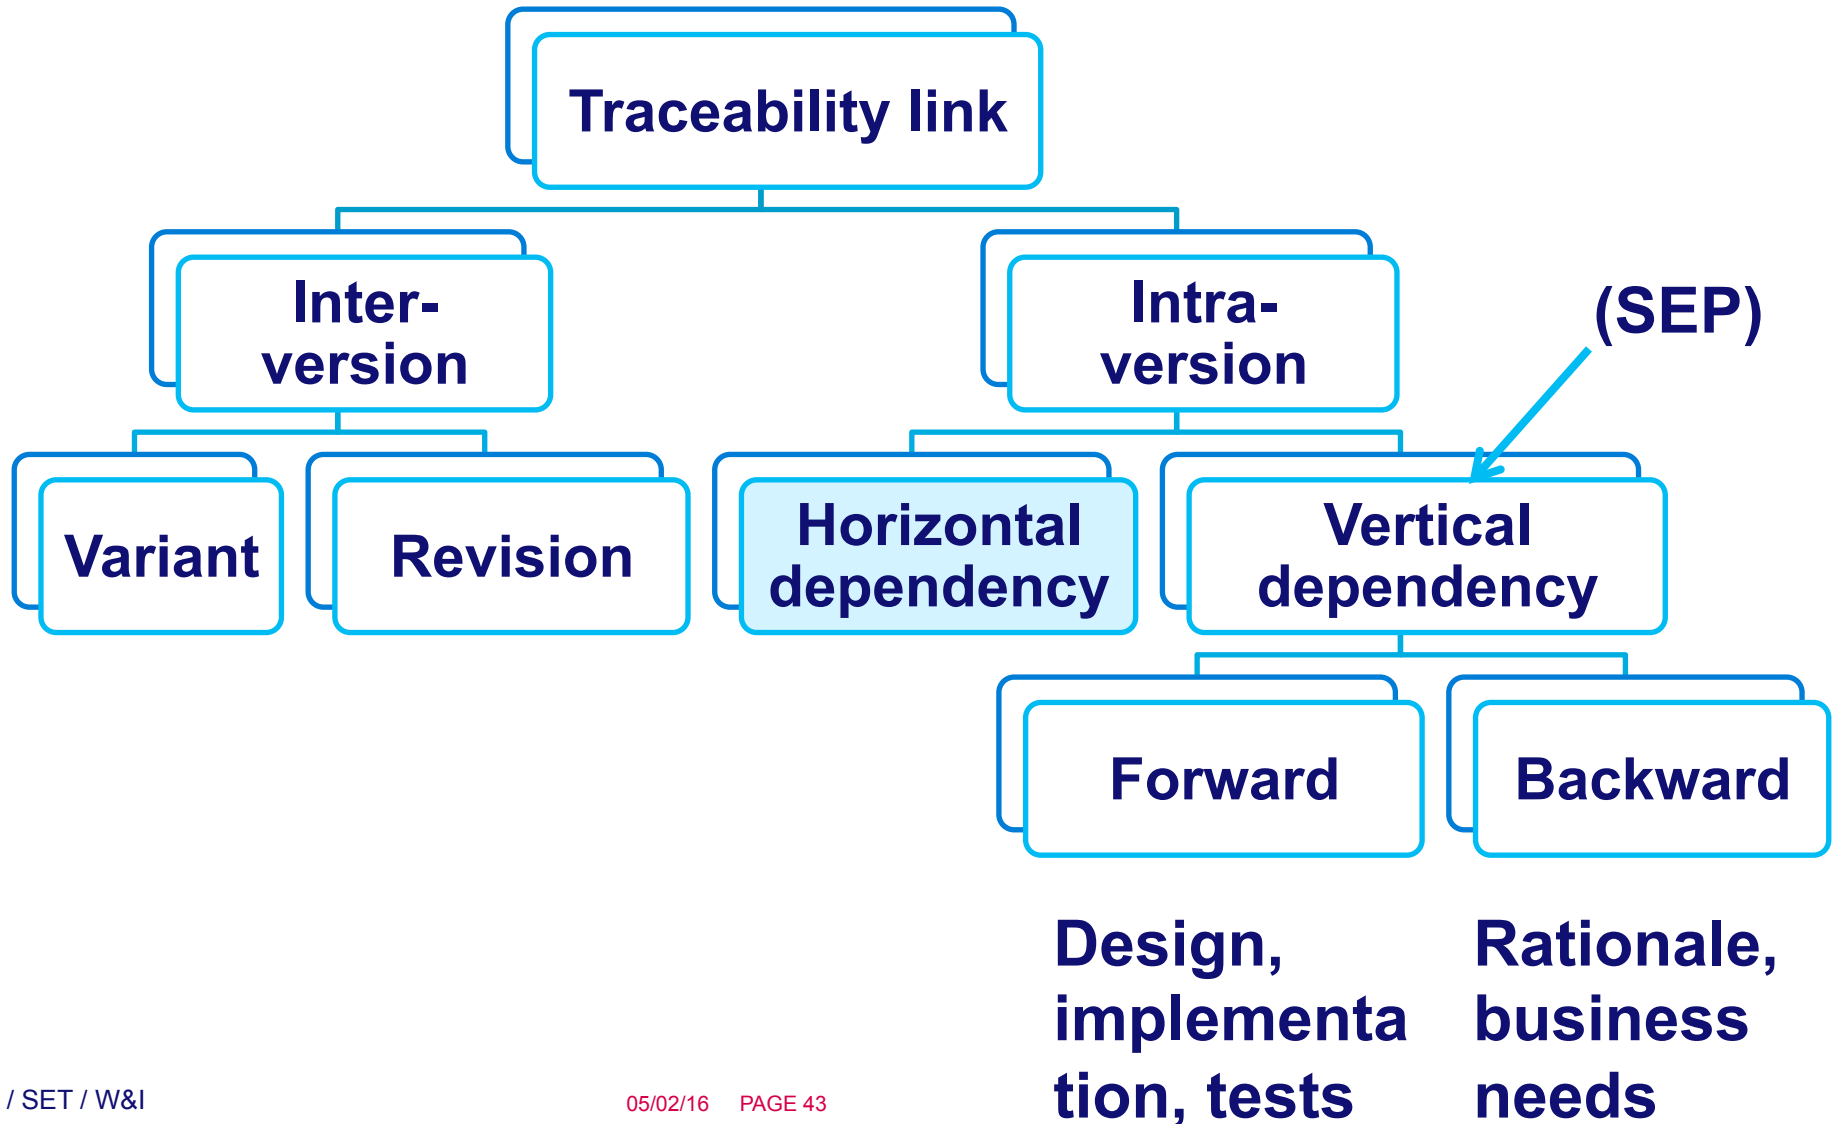 Traceability link
Inter-
version
Intra-
version
(SEP)
Variant
Revision
Horizontal
dependency
Vertical
dependency
Forward
Backward
Design,
implementa
tion, tests
Rationale,
business
needs
/ SET / W&I
05/02/16 PAGE 43